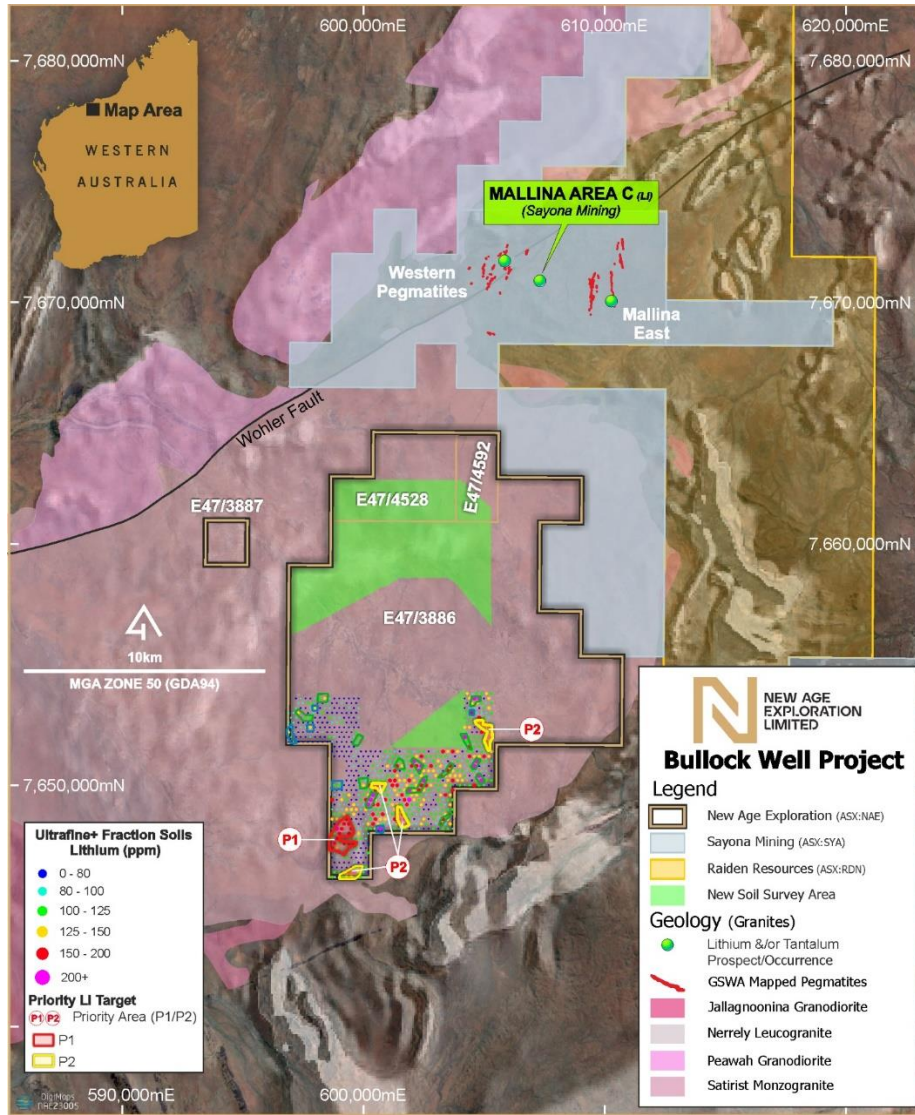 600,000mE
610,000mE
620,000mE
7,680,000mN
7,680,000mN
Map Area
WESTERN
AUSTRALIA
MALLINA AREA C (LI)
(Sayona Mining)
Western
Pegmatites
7,670,000mN
7,670,000mN
Mallina
East
Wohler Fault
E47/3887
E47/4528
E47/4592
7,660,000mN
E47/3886
10km
MGA ZONE 50 (GDA94)
P2
7,650,000mN
P1
P2
Ultrafine+ Fraction Soils
Lithium (ppm)
0 - 80
80 - 100
100 - 125
125 - 150
150 - 200
200+
Priority LI Target
P1 P2 Priority Area (P1/P2)
P1
P2
DigiMaps
NAE23005
590,000mE
600,000mE
N NEW AGE
EXPLORATION
LIMITED
Bullock Well Project
Legend
New Age Exploration (ASX:NAE)
Sayona Mining (ASX:SYA)
Raiden Resources (ASX:RDN)
New Soil Survey Area
Geology (Granites)
Lithium &/or Tantalum
Prospect/Occurrence
GSWA Mapped Pegmatites
Jallagnoonina Granodiorite
Nerrely Leucogranite
Peawah Granodiorite
Satirist Monzogranite